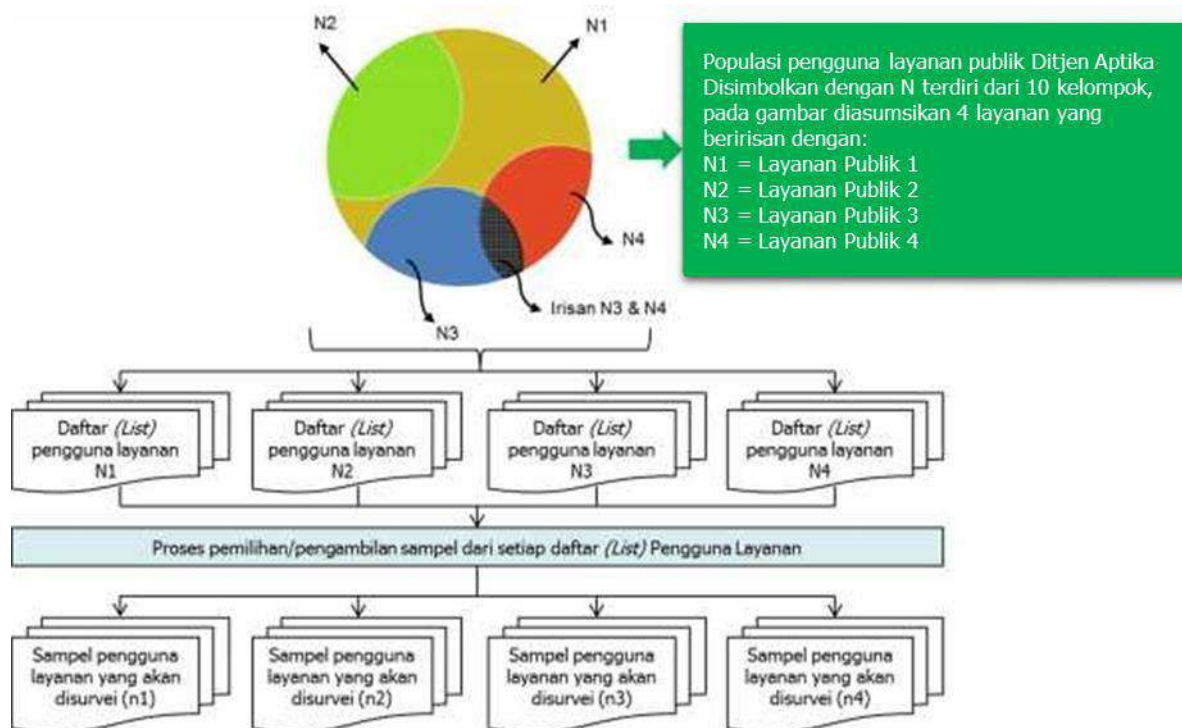 N2
N1
Populasi pengguna layanan publik Ditjen Aptika
Disimbolkan dengan N terdiri dari 10 kelompok,
pada gambar diasumsikan 4 layanan yang
beririsan dengan:
N1 = Layanan Publik 1
N2 = Layanan Publik 2
N3 = Layanan Publik 3
N4 = Layanan Publik 4
N4
Irisan N3 & N4
N3
Daftar (List)
pengguna layanan
N1
Daftar (List)
pengguna layanan
N2
Daftar (List)
pengguna layanan
N3
Daftar (List)
pengguna layanan
N4
Proses pemilihan/pengambilan sampel dari setiap daftar (List) Pengguna Layanan
Sampel pengguna
layanan yang akan
disurvei (n1)
Sampel pengguna
layanan yang akan
disurvei (n2)
Sampel pengguna
layanan yang akan
disurvei (n3)
Sampel pengguna
layanan yang akan
disurvei (n4)